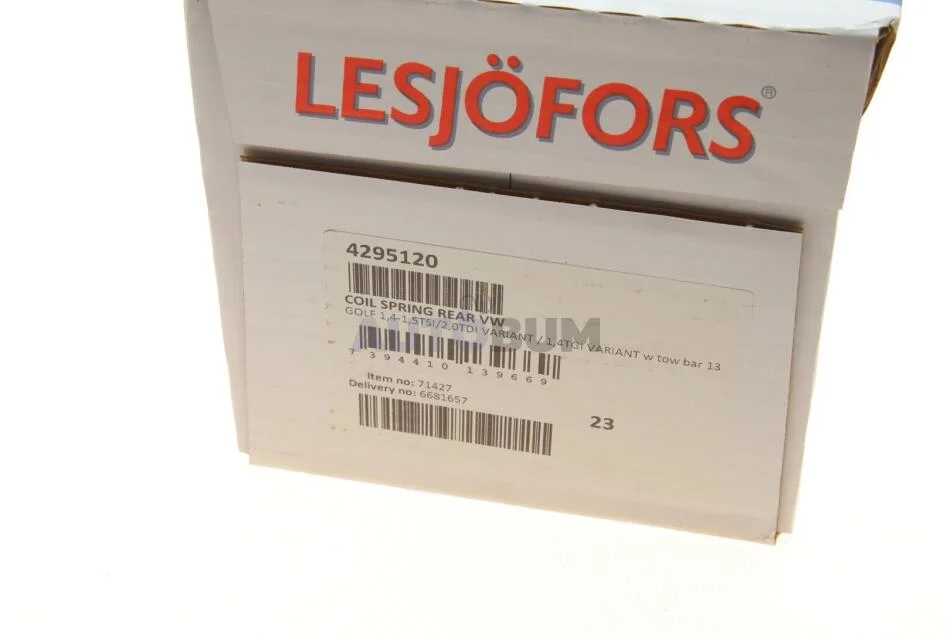 LESJÖFORS®
4295120
COIL SPRING REAR VW
GOLF 1,4-1,5TSI/2,0TDI VARIANT / 1,4TGI VARIANT w tow bar 13
AUTOBUM
7 394410 139669
Item no: 71427
Delivery no: 6681657
23